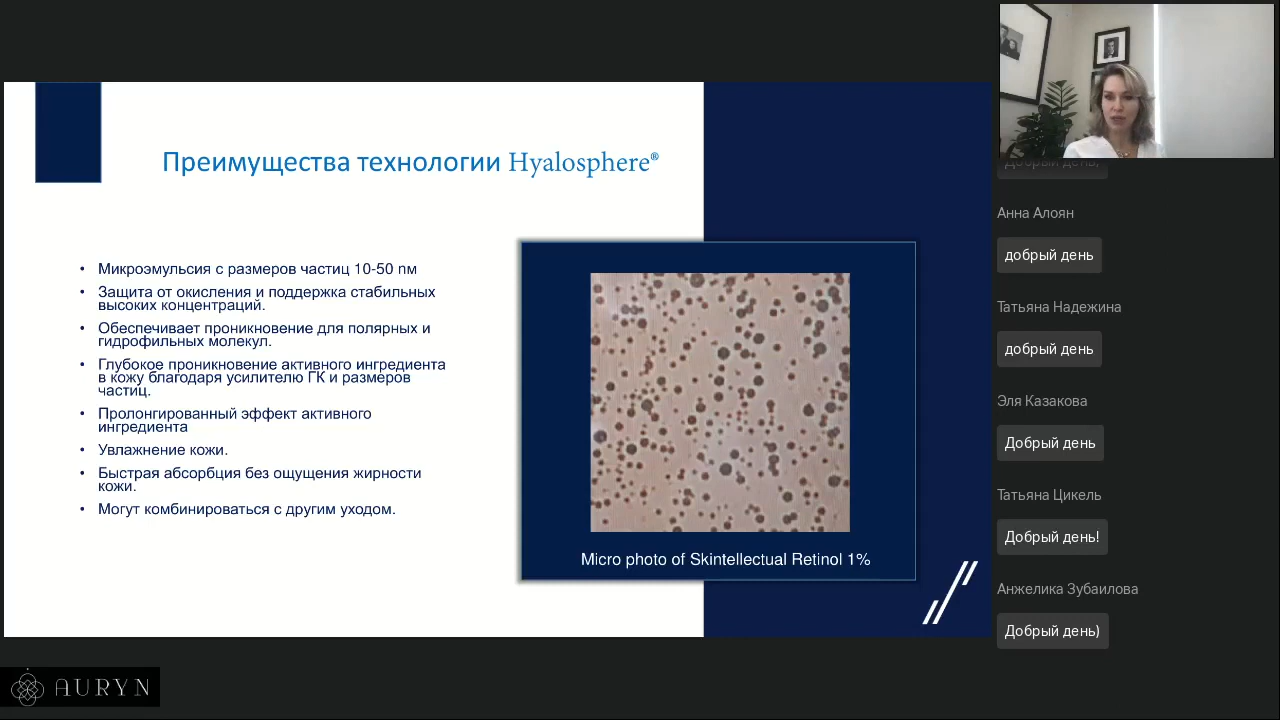 Преимущества технологии Hyalosphere®
• Микроэмульсия с размеров частиц 10-50 nм
• Защита от окисления и поддержка стабильных
высоких концентраций.
• Обеспечивает проникновение для полярных и
гидрофильных молекул.
• Глубокое проникновение активного ингредиента
в кожу благодаря усилителю ГК и размеров
частиц.
• Пролонгированный эффект активного
ингредиента
• Увлажнение кожи.
• Быстрая абсорбция без ощущения жирности
кожи.
• Могут комбинироваться с другим уходом.
Micro photo of Skintellectual Retinol 1%
AURYN
Добрый день,
Анна Алоян
добрый день
Татьяна Надежина
добрый день
Эля Казакова
Добрый день
Татьяна Цикель
Добрый день!
Анжелика Зубаилова
Добрый день)